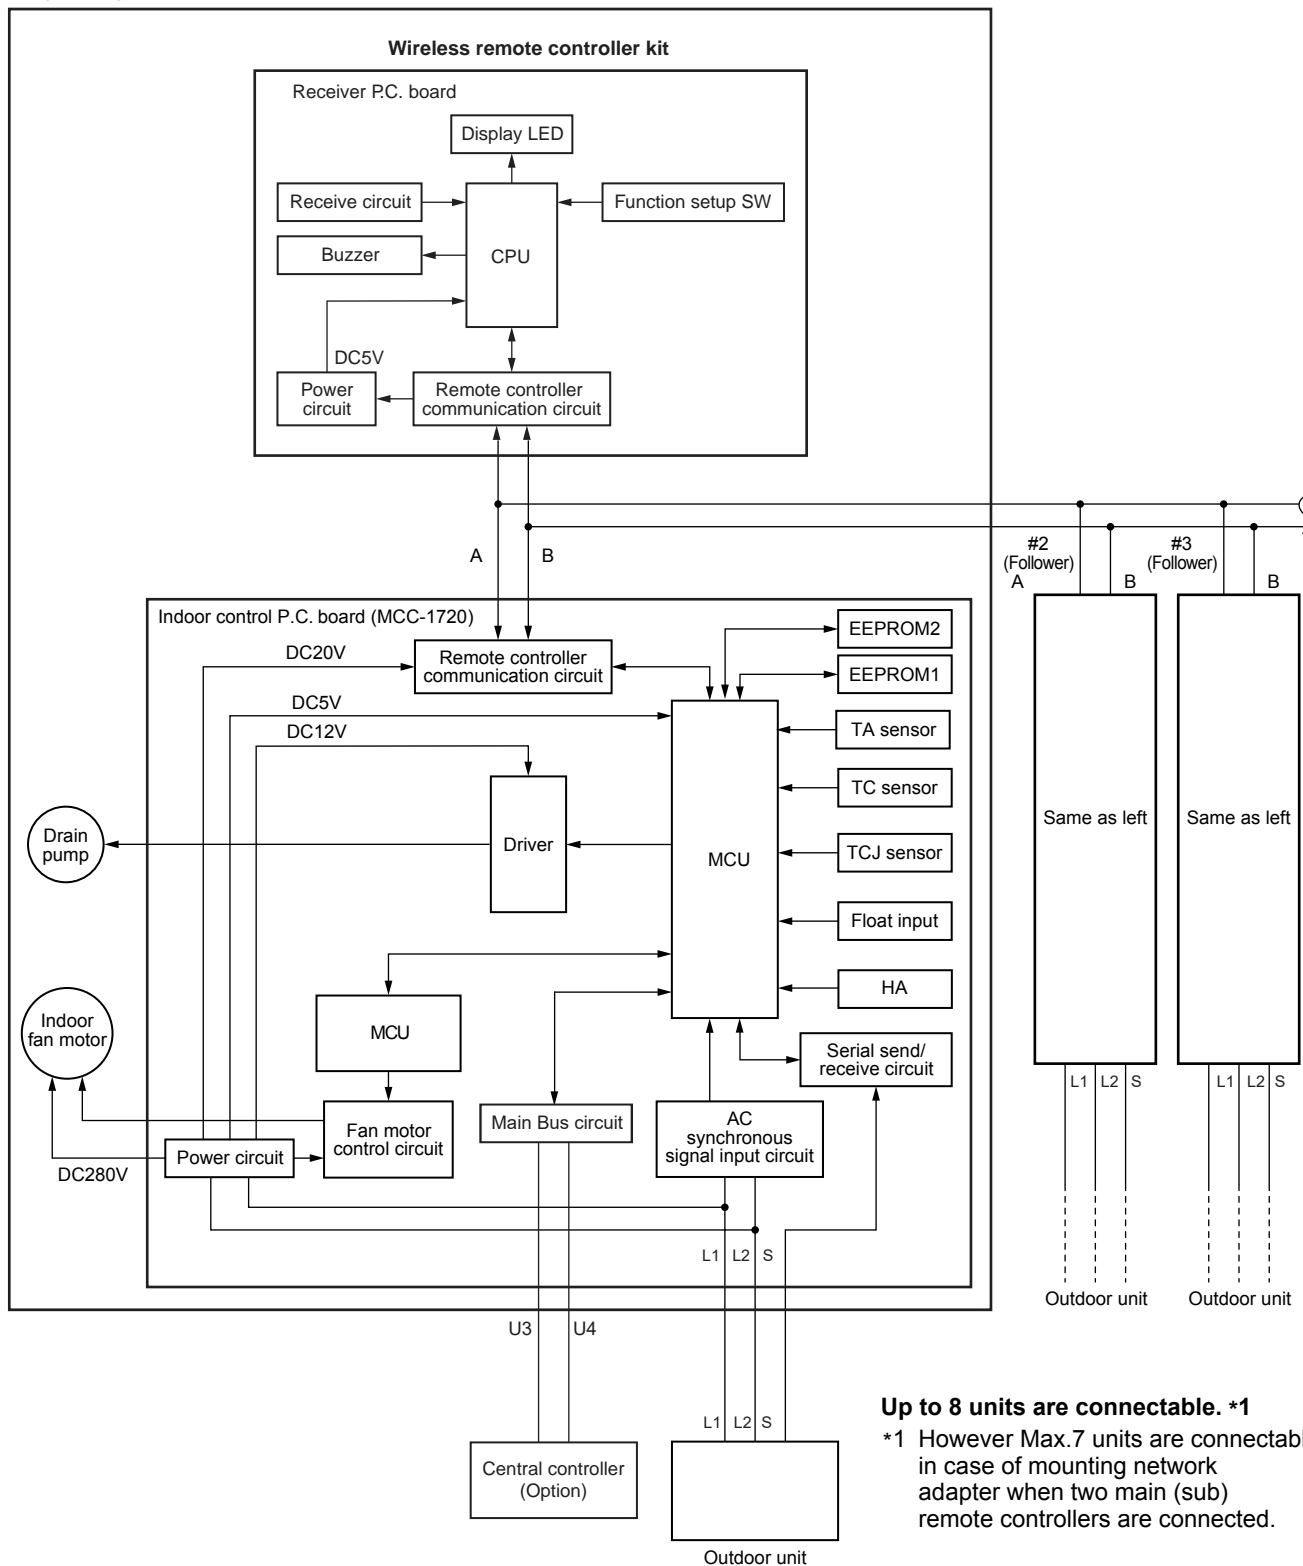 Wireless remote controller kit
Receiver P.C. board
Display LED
Receive circuit
Function setup SW
Buzzer
CPU
DC5V
Power
circuit
Remote controller
communication circuit
A
B
#2
(Follower)
A
B
#3
(Follower)
B
Indoor control P.C. board (MCC-1720)
DC20V
Remote controller
communication circuit
EEPROM2
EEPROM1
DC5V
DC12V
TA sensor
TC sensor
Drain
pump
Driver
MCU
TCJ sensor
Same as left
Same as left
Float input
HA
Indoor
fan motor
MCU
Serial send/
receive circuit
L1
L2
S
L1
L2
S
Main Bus circuit
AC
synchronous
signal input circuit
Fan motor
control circuit
Power circuit
DC280V
L1
L2
S
Outdoor unit
Outdoor unit
U3
U4
L1
L2
S
Central controller
(Option)
Outdoor unit
Up to 8 units are connectable. *1
*1 However Max.7 units are connectabl
in case of mounting network
adapter when two main (sub)
remote controllers are connected.